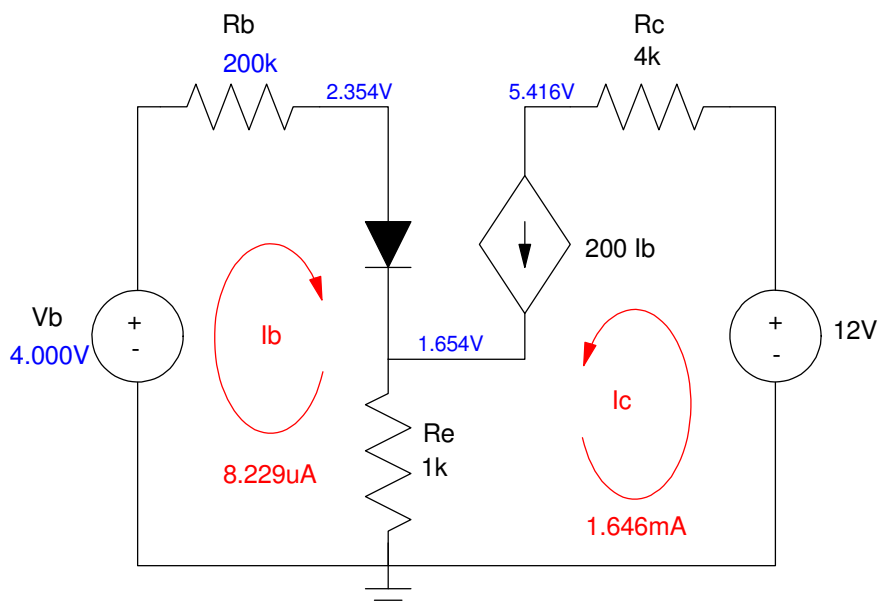 Rb
200k
2.354V
5.416V
Rc
4k
200 Ib
Vb
4.000V
+
-
Ib
1.654V
+
-
12V
Ic
Re
1k
8.229uA
1.646mA